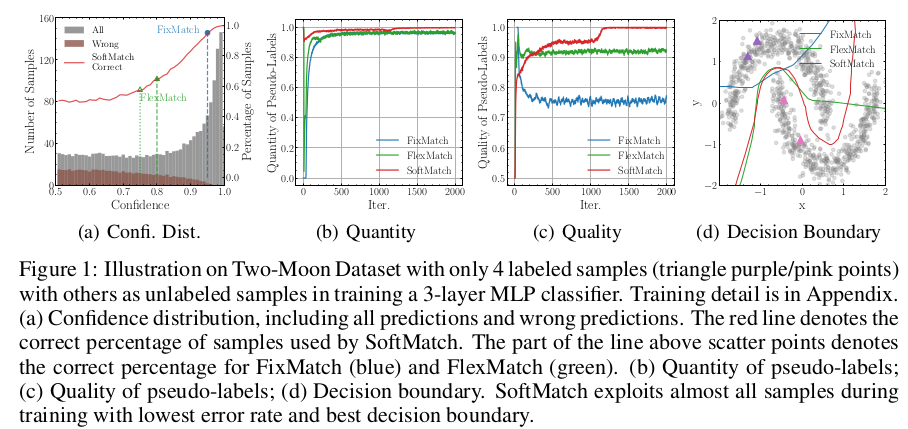 160
120
80
40
0
Number of Samples
All
Wrong
SoftMatch
Correct
FixMatch
FlexMatch
1.0
0.8
0.6
0.4
0.2
0.0
Percentage of Samples
0.5 0.6 0.7 0.8 0.9 1.0
Confidence
(a) Confi. Dist.
Quantity of Pseudo-Labels
1.0
0.8
0.6
0.4
0.2
0.0
FixMatch
FlexMatch
SoftMatch
0 500 1000 1500 2000
Iter.
(b) Quantity
Quality of Pseudo-Labels
1.0
0.9
0.8
0.7
0.6
0.5
FixMatch
FlexMatch
SoftMatch
0 500 1000 1500 2000
Iter.
(c) Quality
y
2
1
0
−1
−2
FixMatch
FlexMatch
SoftMatch
−1 0 1 2
x
(d) Decision Boundary
Figure 1: Illustration on Two-Moon Dataset with only 4 labeled samples (triangle purple/pink points)
with others as unlabeled samples in training a 3-layer MLP classifier. Training detail is in Appendix.
(a) Confidence distribution, including all predictions and wrong predictions. The red line denotes the
correct percentage of samples used by SoftMatch. The part of the line above scatter points denotes
the correct percentage for FixMatch (blue) and FlexMatch (green). (b) Quantity of pseudo-labels;
(c) Quality of pseudo-labels; (d) Decision boundary. SoftMatch exploits almost all samples during
training with lowest error rate and best decision boundary.